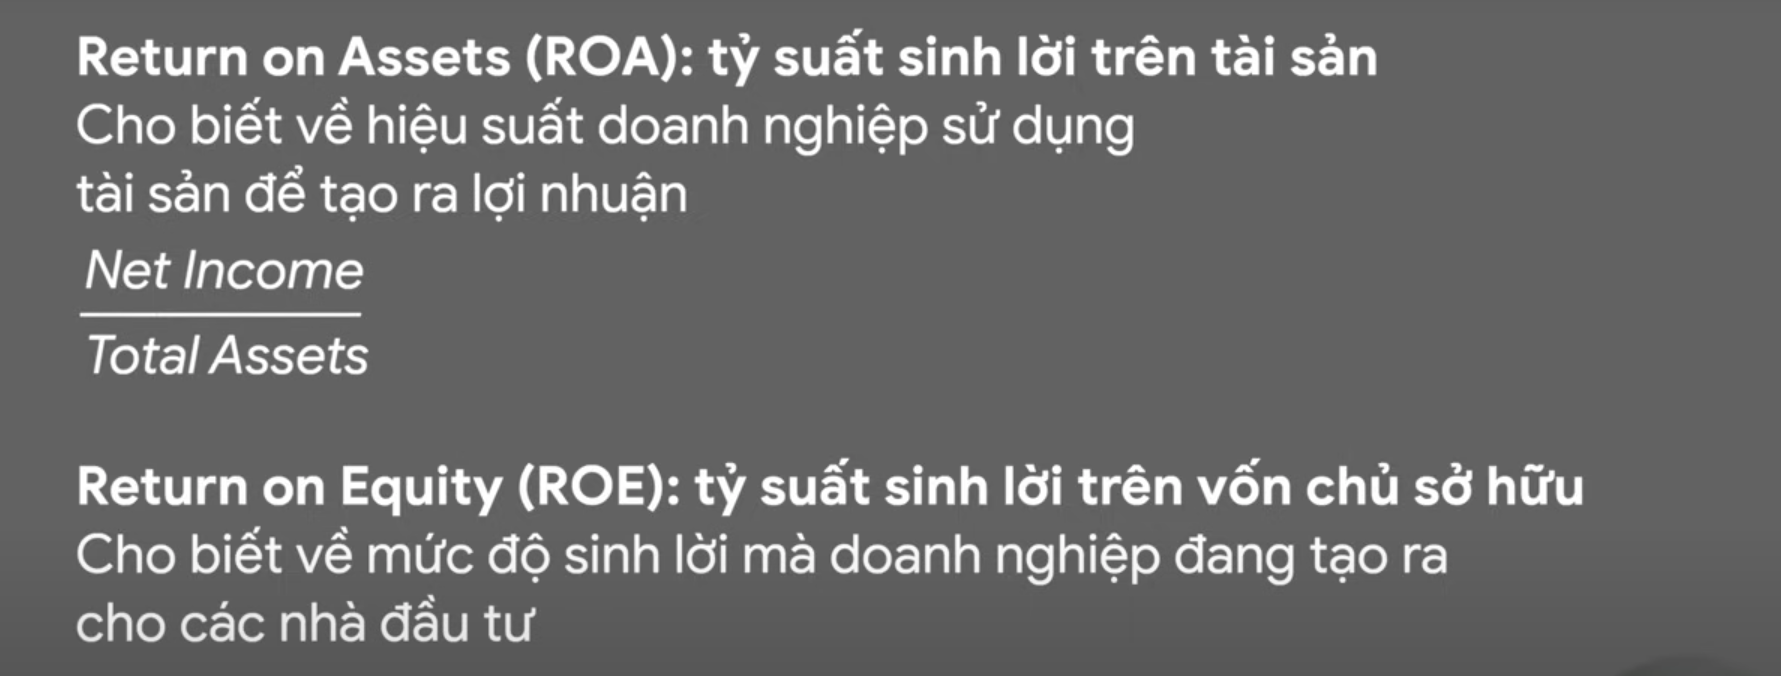 Return on Assets (ROA): tỷ suất sinh lời trên tài sản
Cho biết về hiệu suất doanh nghiệp sử dụng
tài sản để tạo ra lợi nhuận
Net Income
Total Assets
Return on Equity (ROE): tỷ suất sinh lời trên vốn chủ sở hữu
Cho biết về mức độ sinh lời mà doanh nghiệp đang tạo ra
cho các nhà đầu tư